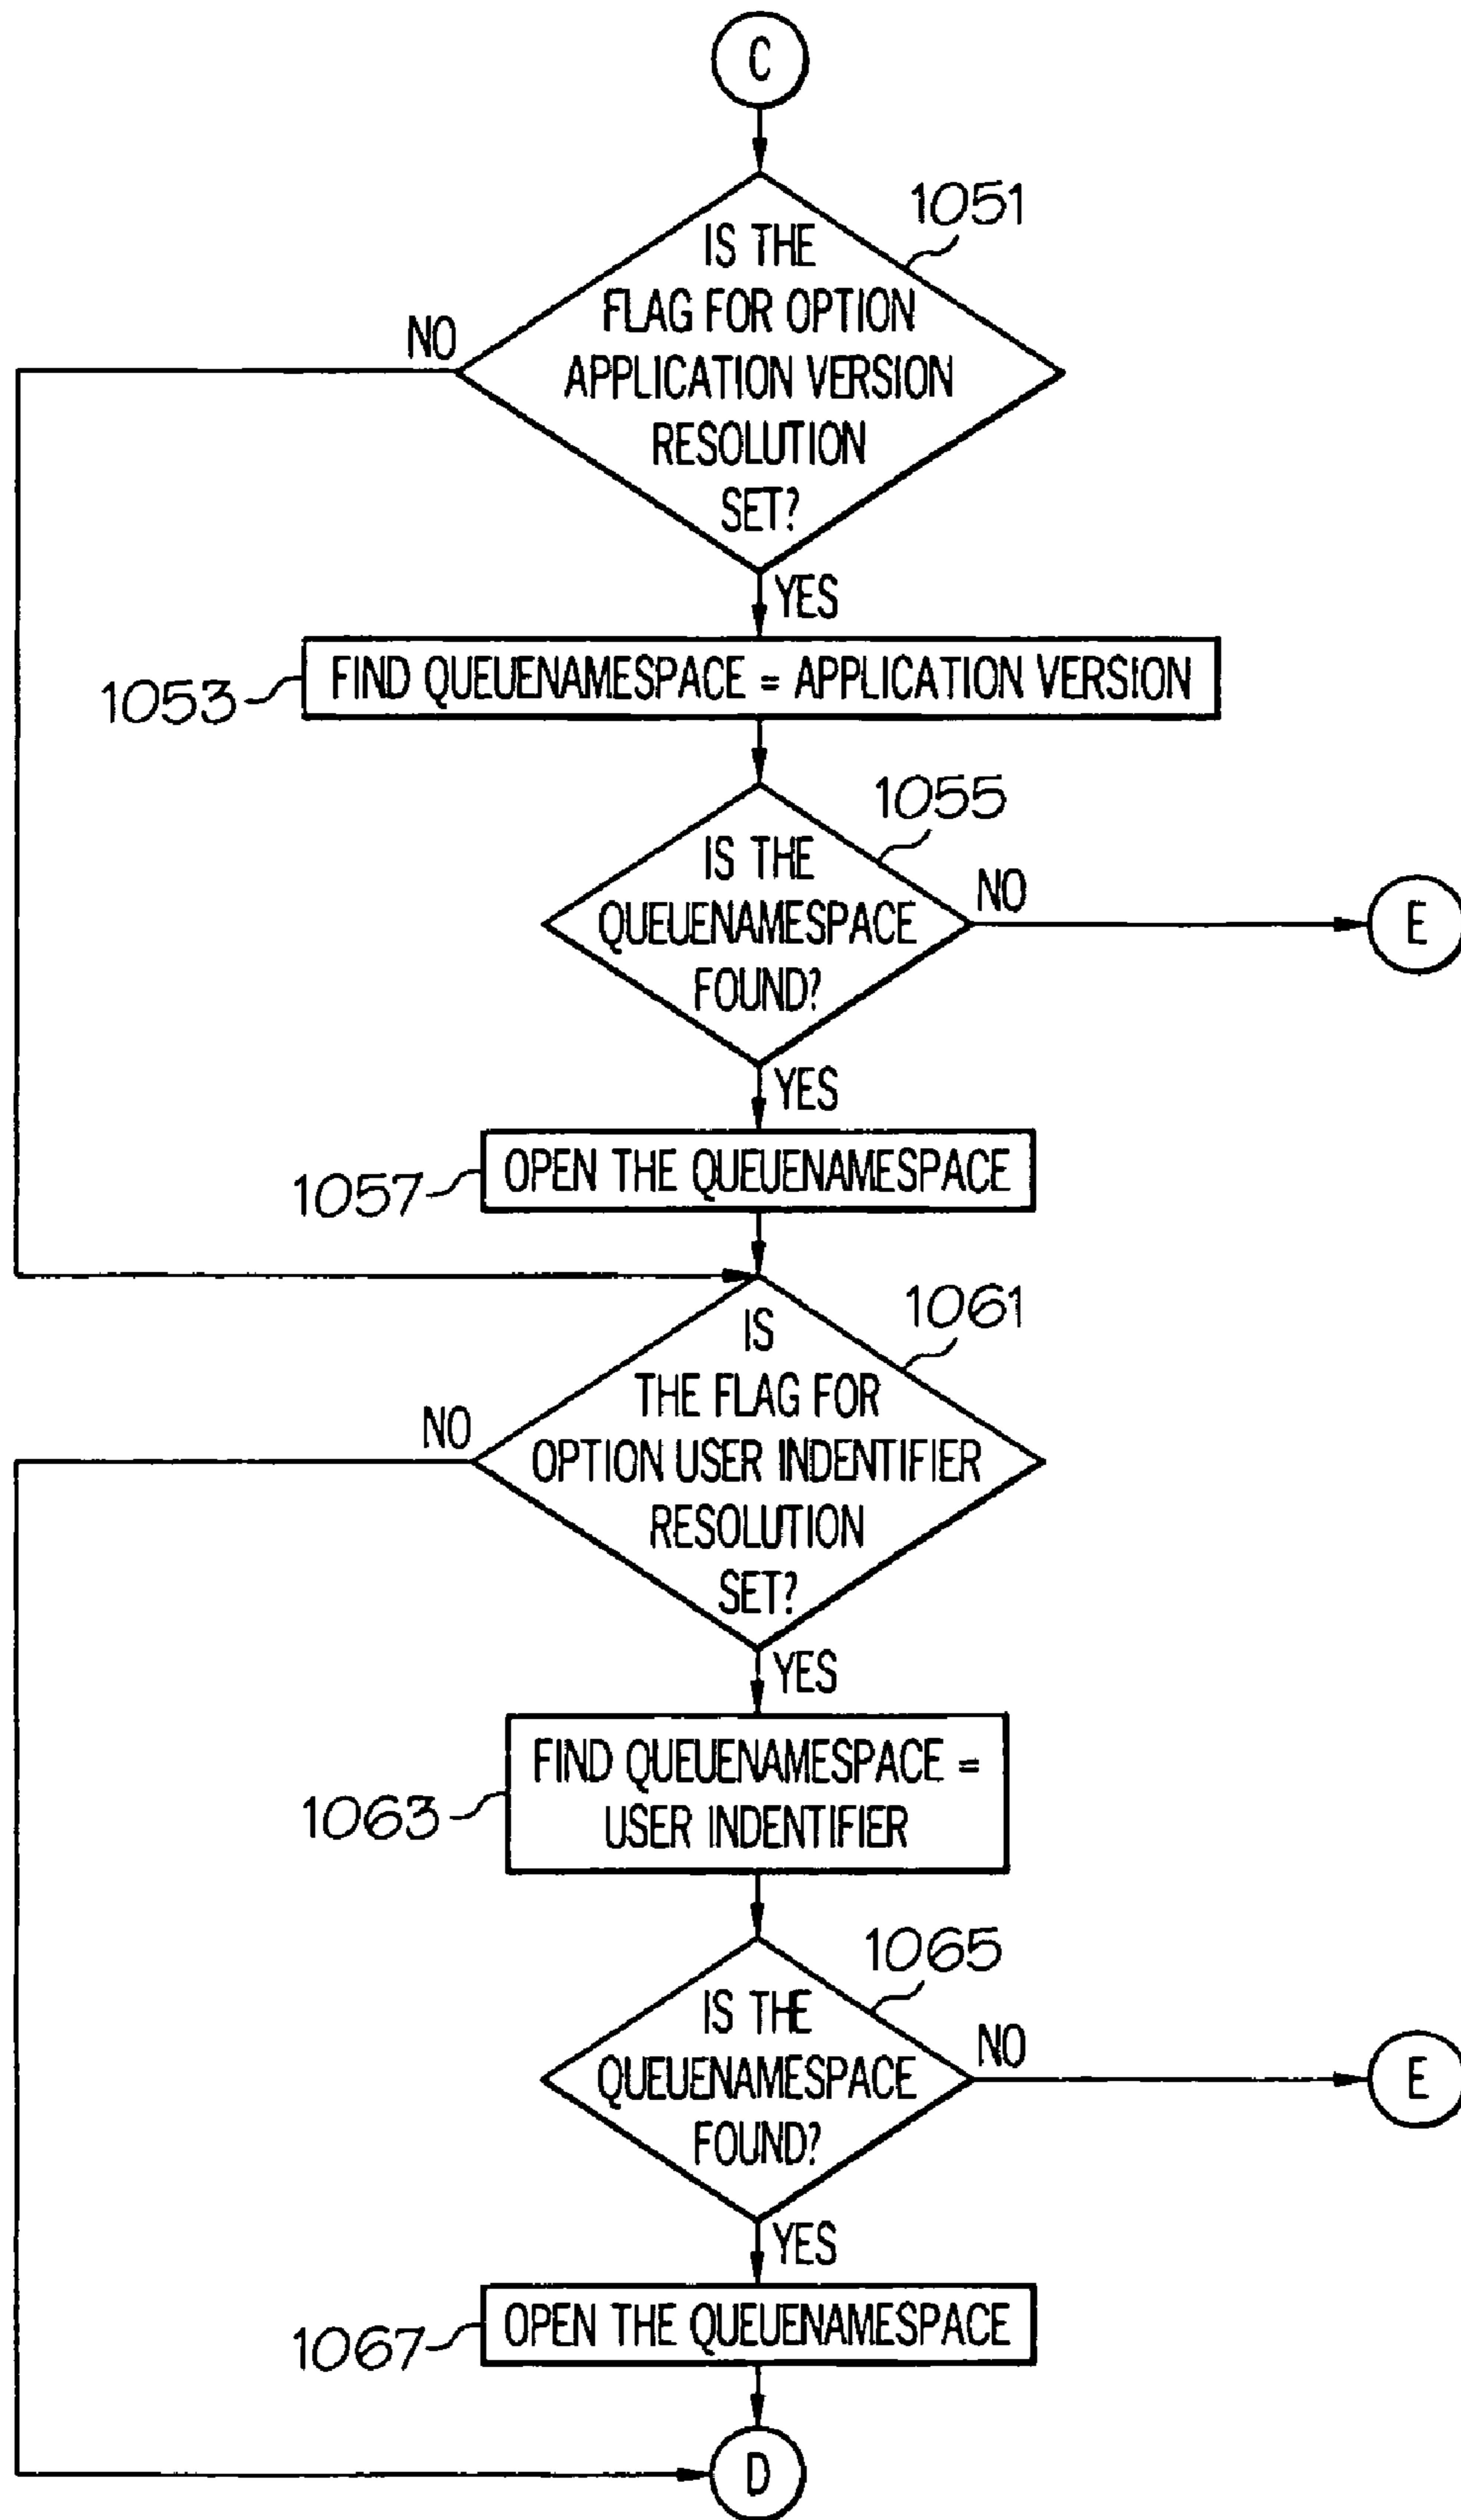 C
1051
IS THE
FLAG FOR OPTION
APPLICATION VERSION
RESOLUTION
SET?
NO
YES
1053
FIND QUEUENAMESPACE = APPLICATION VERSION
1055
IS THE
QUEUENAMESPACE
FOUND?
NO
E
YES
1057
OPEN THE QUEUENAMESPACE
1061
IS
THE FLAG FOR
OPTION USER INDENTIFIER
RESOLUTION
SET?
NO
YES
1063
FIND QUEUENAMESPACE =
USER INDENTIFIER
1065
IS THE
QUEUENAMESPACE
FOUND?
NO
E
YES
1067
OPEN THE QUEUENAMESPACE
D